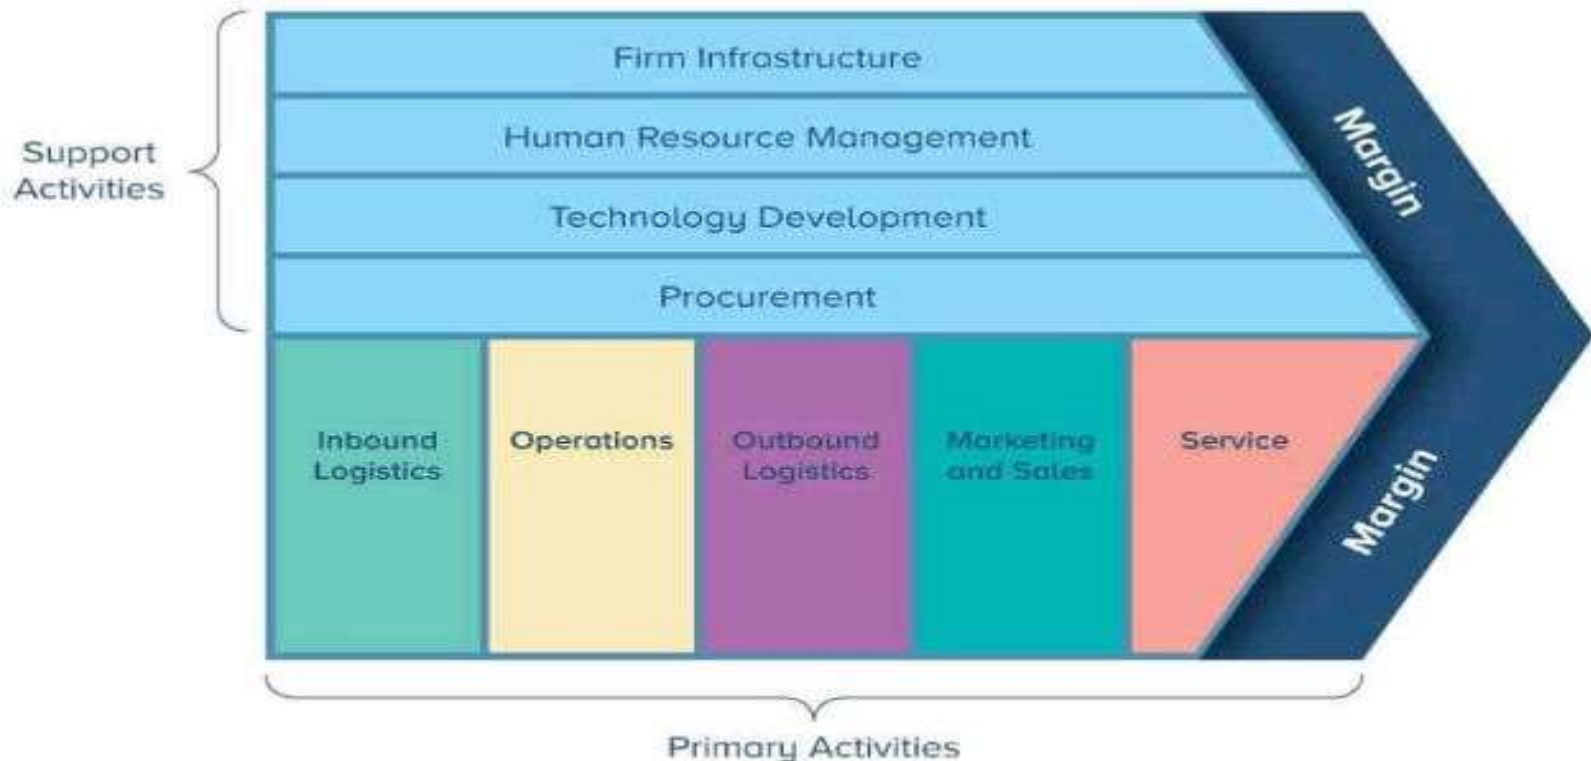 Support
Activities
Firm Infrastructure
Human Resource Management
Technology Development
Procurement
Margin
Inbound
Logistics
Operations
Outbound
Logistics
Marketing
and Sales
Service
Margin
Primary Activities